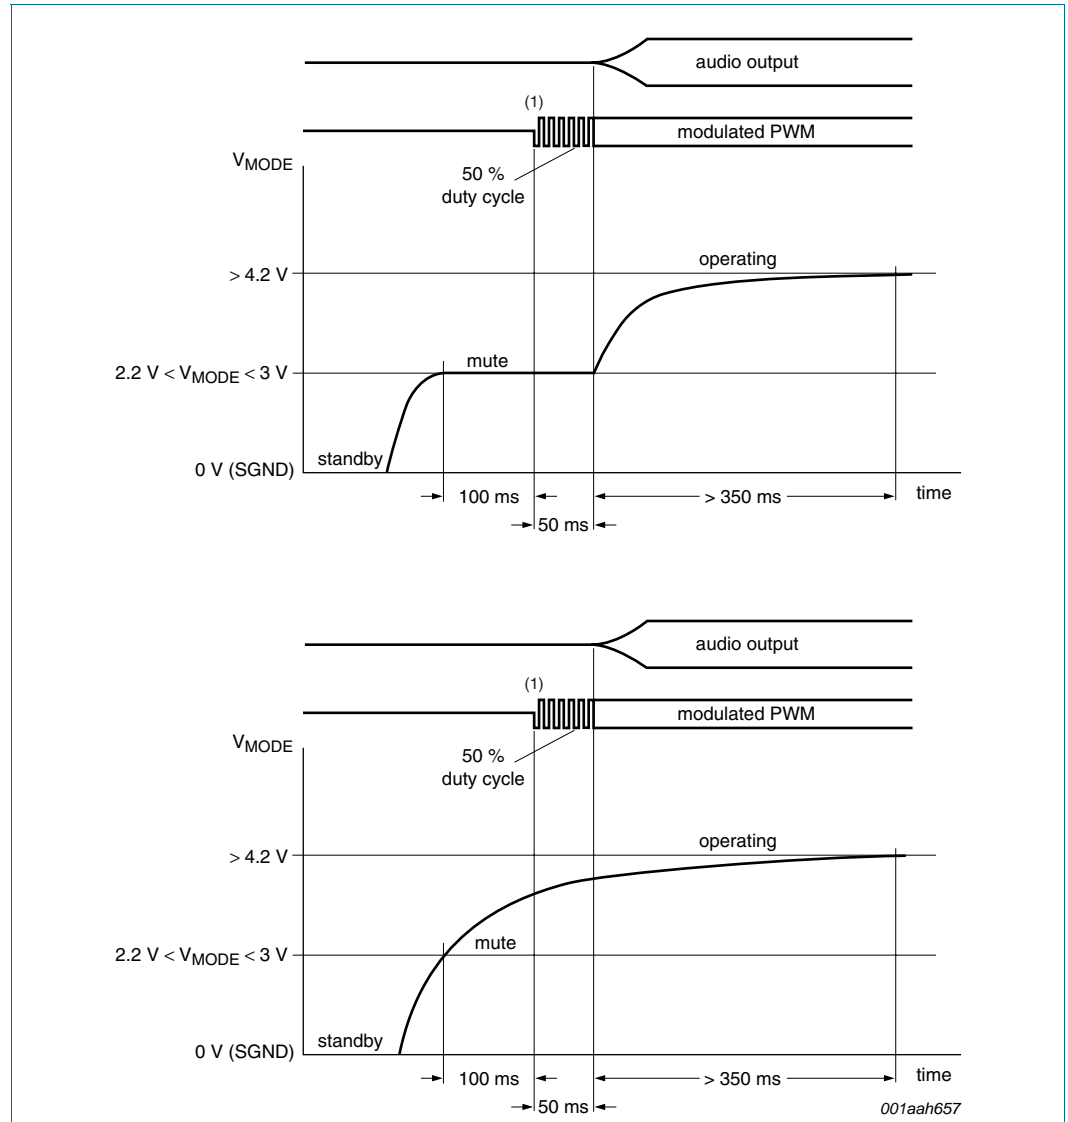 audio output
(1)
modulated PWM
VMODE
50 %
duty cycle
> 4.2 V
operating
2.2 V < VMODE < 3 V
mute
0 V (SGND)
standby
100 ms
> 350 ms
time
50 ms
audio output
(1)
modulated PWM
VMODE
50 %
duty cycle
> 4.2 V
operating
2.2 V < VMODE < 3 V
mute
0 V (SGND)
standby
100 ms
> 350 ms
time
50 ms
001aah657